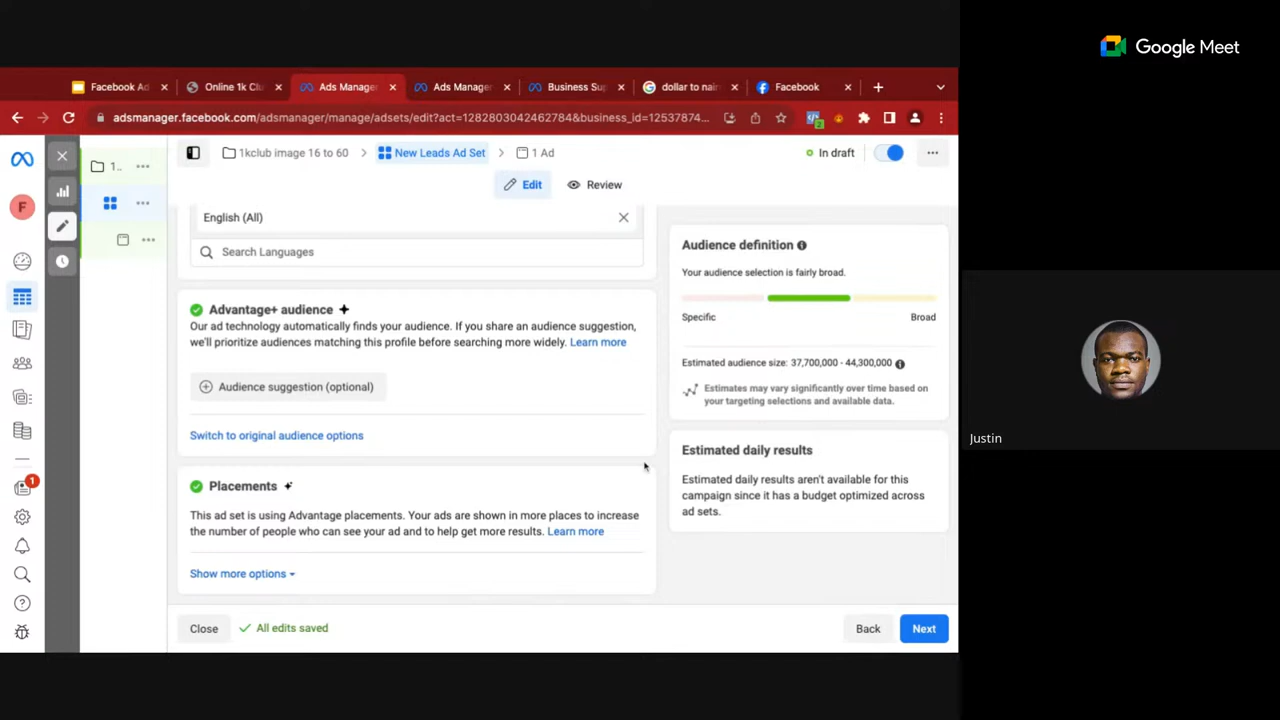 Google Meet
Facebook Ad
Online 1k Clu
Ads Manager
Ads Manager
Business Sup
dollar to nair
Facebook
adsmanager.facebook.com/adsmanager/manage/adsets/edit?act=1282803042462784&business_id=12537874...
2
1kclub image 16 to 60
New Leads Ad Set
1 Ad
In draft
Edit
Review
1..
F
1
English (All)
Search Languages
Advantage+ audience
Our ad technology automatically finds your audience. If you share an audience suggestion,
we'll prioritize audiences matching this profile before searching more widely. Learn more
Audience suggestion (optional)
Switch to original audience options
Placements
This ad set is using Advantage placements. Your ads are shown in more places to increase
the number of people who can see your ad and to help get more results. Learn more
Show more options
Close
All edits saved
Back
Next
Audience definition
Your audience selection is fairly broad.
Specific
Broad
Estimated audience size: 37,700,000 - 44,300,000
Estimates may vary significantly over time based on
your targeting selections and available data.
Estimated daily results
Estimated daily results aren't available for this
campaign since it has a budget optimized across
ad sets.
Justin